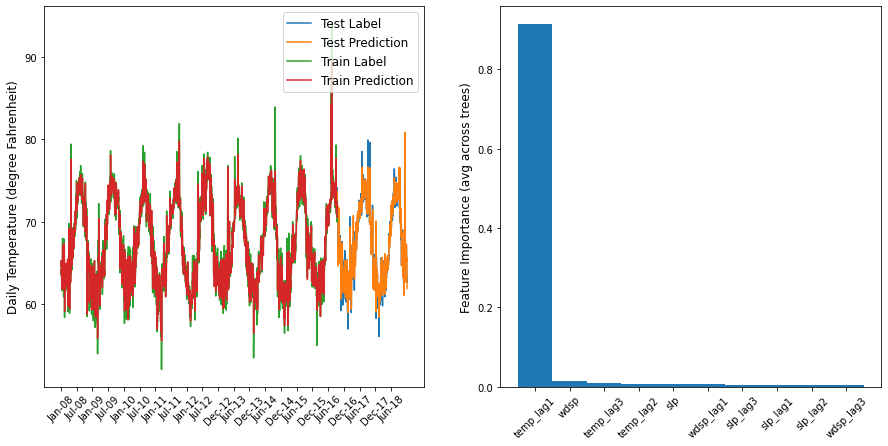 Daily Temperature (degree Fahrenheit)
90
80
70
60
Test Label
Test Prediction
Train Label
Train Prediction
Jan-08
Jul-08
Jan-09
Jul-09
Jan-10
Jul-10
Jan-11
Jul-11
Jan-12
Jul-12
Dec-12
Jun-13
Dec-13
Jun-14
Dec-14
Jun-15
Dec-15
Jun-16
Dec-16
Jun-17
Dec-17
Jun-18
Feature Importance (avg across trees)
0.8
0.6
0.4
0.2
0.0
temp_lag1
wdsp
temp_lag3
temp_lag2
slp
wdsp_lag1
slp_lag3
slp_lag1
slp_lag2
wdsp_lag3